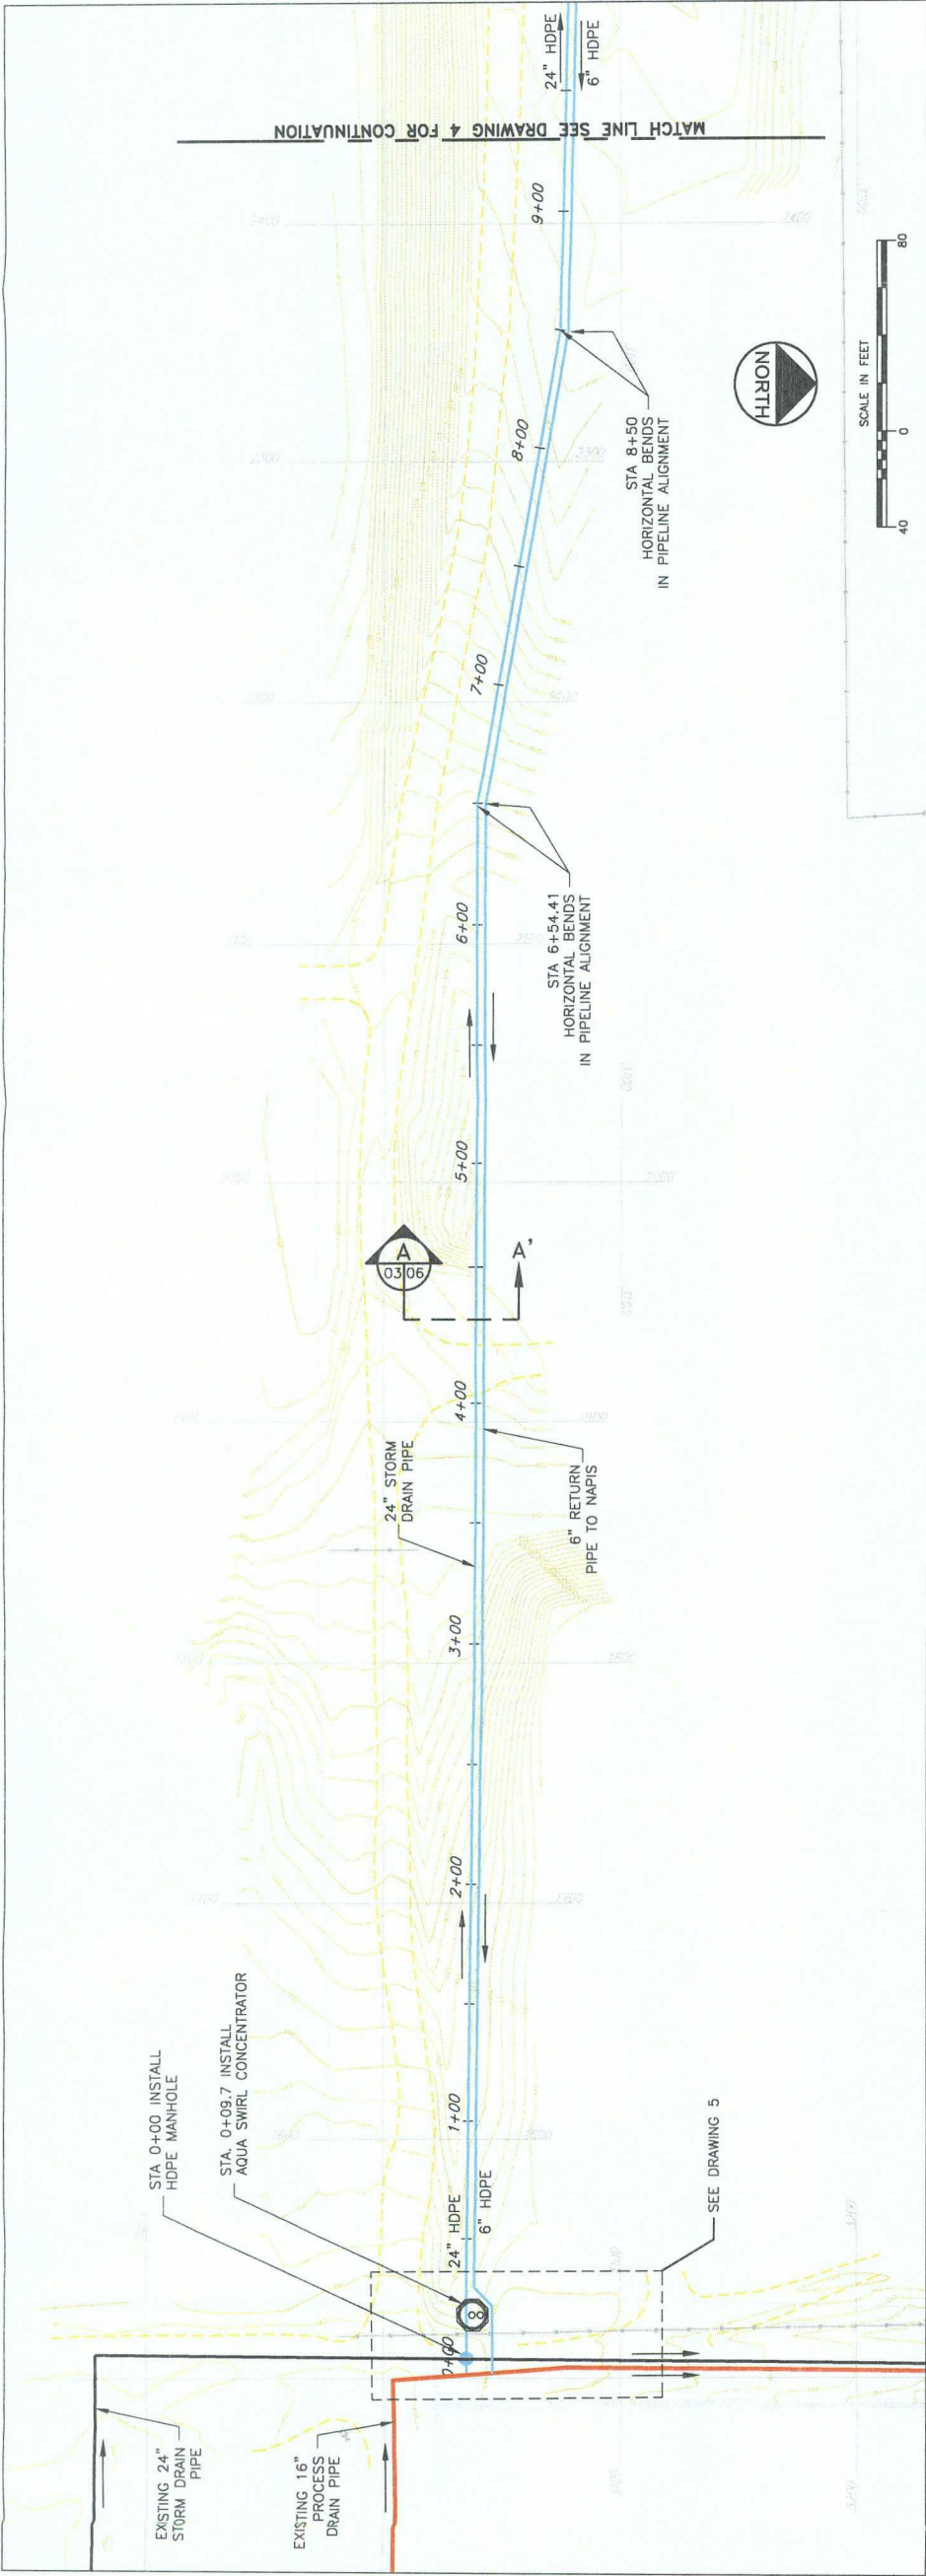 EXISTING 24"
STORM DRAIN
PIPE
EXISTING 16"
PROCESS
DRAIN PIPE
STA 0+00 INSTALL
HDPE MANHOLE
STA. 0+09.7 INSTALL
AQUA SWIRL CONCENTRATOR
0+00
24" HDPE
6" HDPE
SEE DRAWING 5
1+00
2+00
3+00
24" STORM
DRAIN PIPE
6" RETURN
PIPE TO NAPIS
4+00
A
03 06
A'
5+00
6+00
STA 6+54.41
HORIZONTAL BENDS
IN PIPELINE ALIGNMENT
7+00
8+00
STA 8+50
HORIZONTAL BENDS
IN PIPELINE ALIGNMENT
9+00
MATCH LINE SEE DRAWING 4 FOR CONTINUATION
24" HDPE
6" HDPE
NORTH
SCALE IN FEET
40 0 80